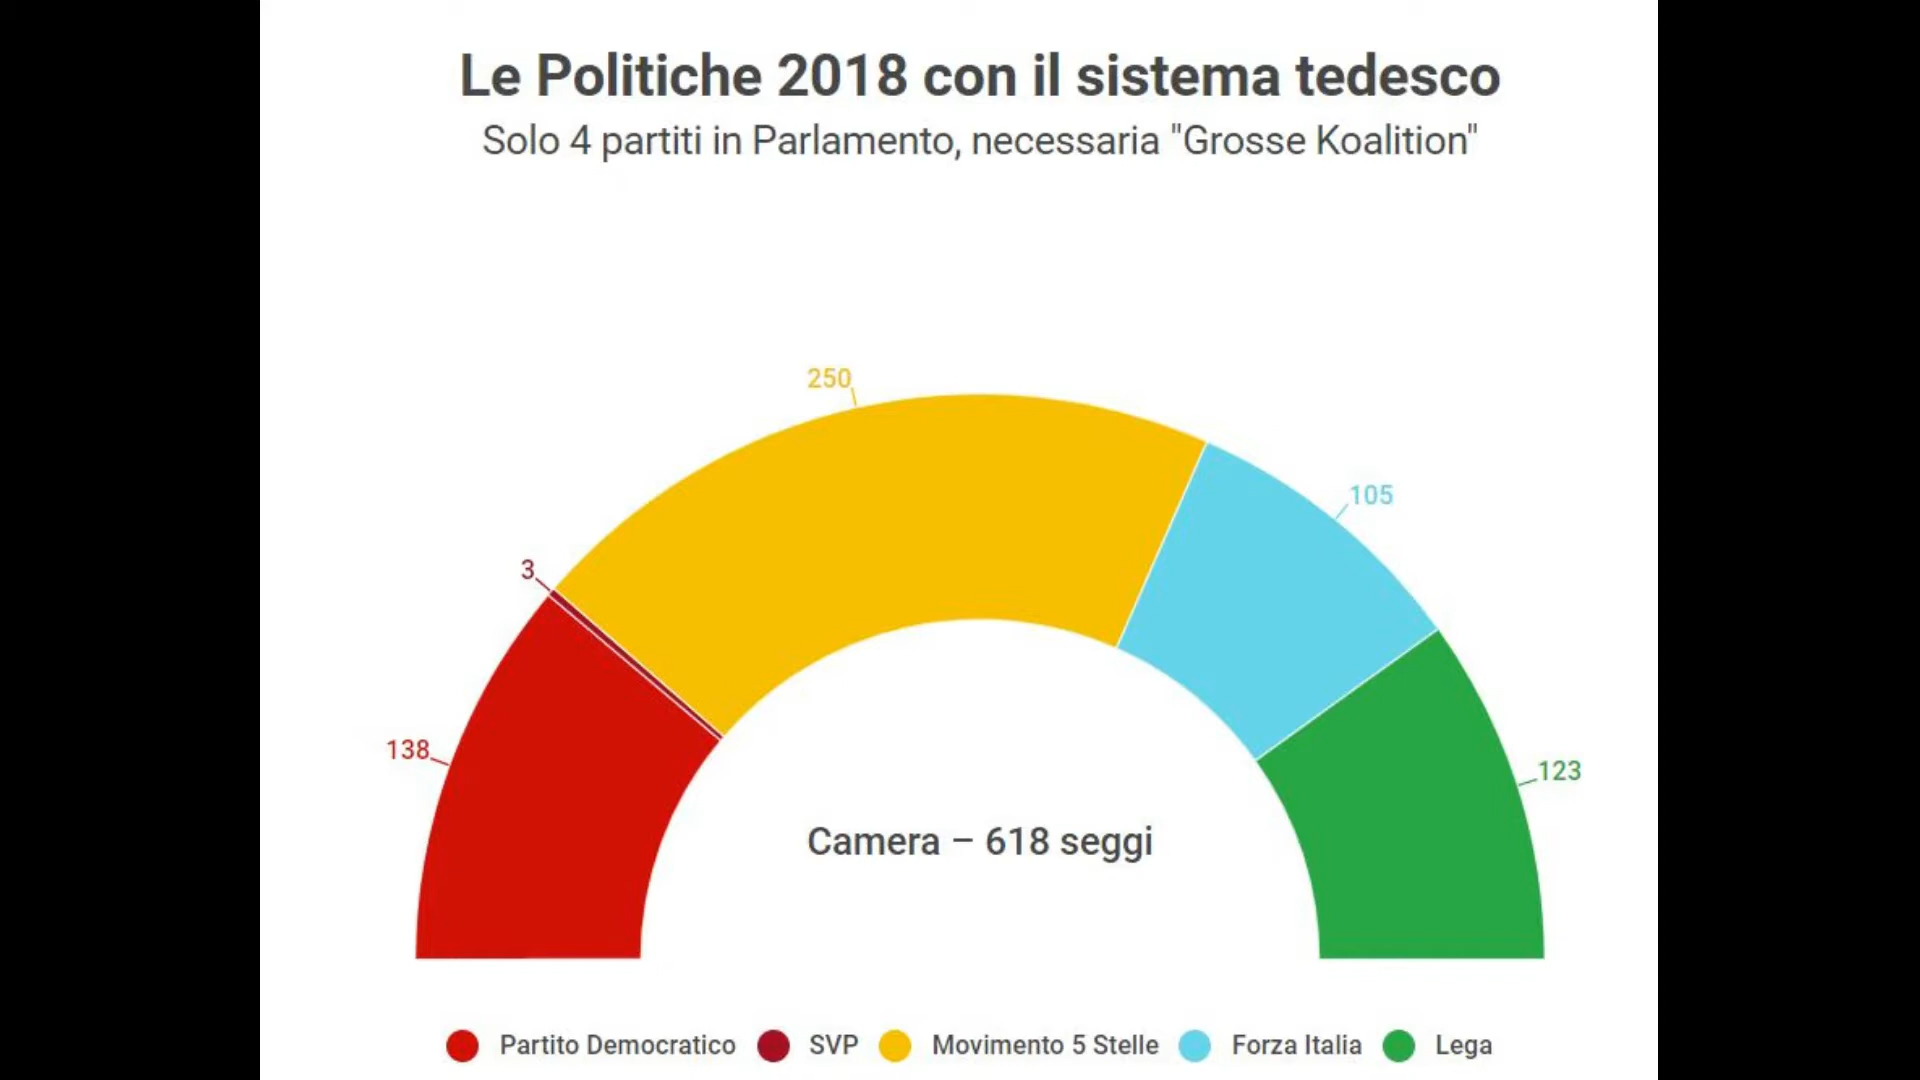 Le Politiche 2018 con il sistema tedesco
Solo 4 partiti in Parlamento, necessaria "Grosse Koalition"
250
105
3
138
123
Camera – 618 seggi
Partito Democratico SVP Movimento 5 Stelle Forza Italia Lega